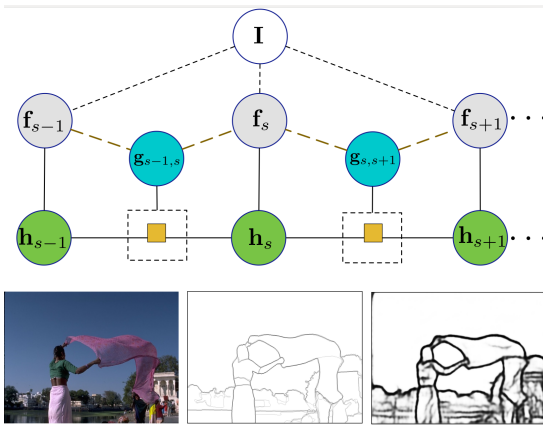 I
f_{s−1} f_s f_{s+1} ···
g_{s−1,s} g_{s,s+1}
h_{s−1} h_s h_{s+1} ···